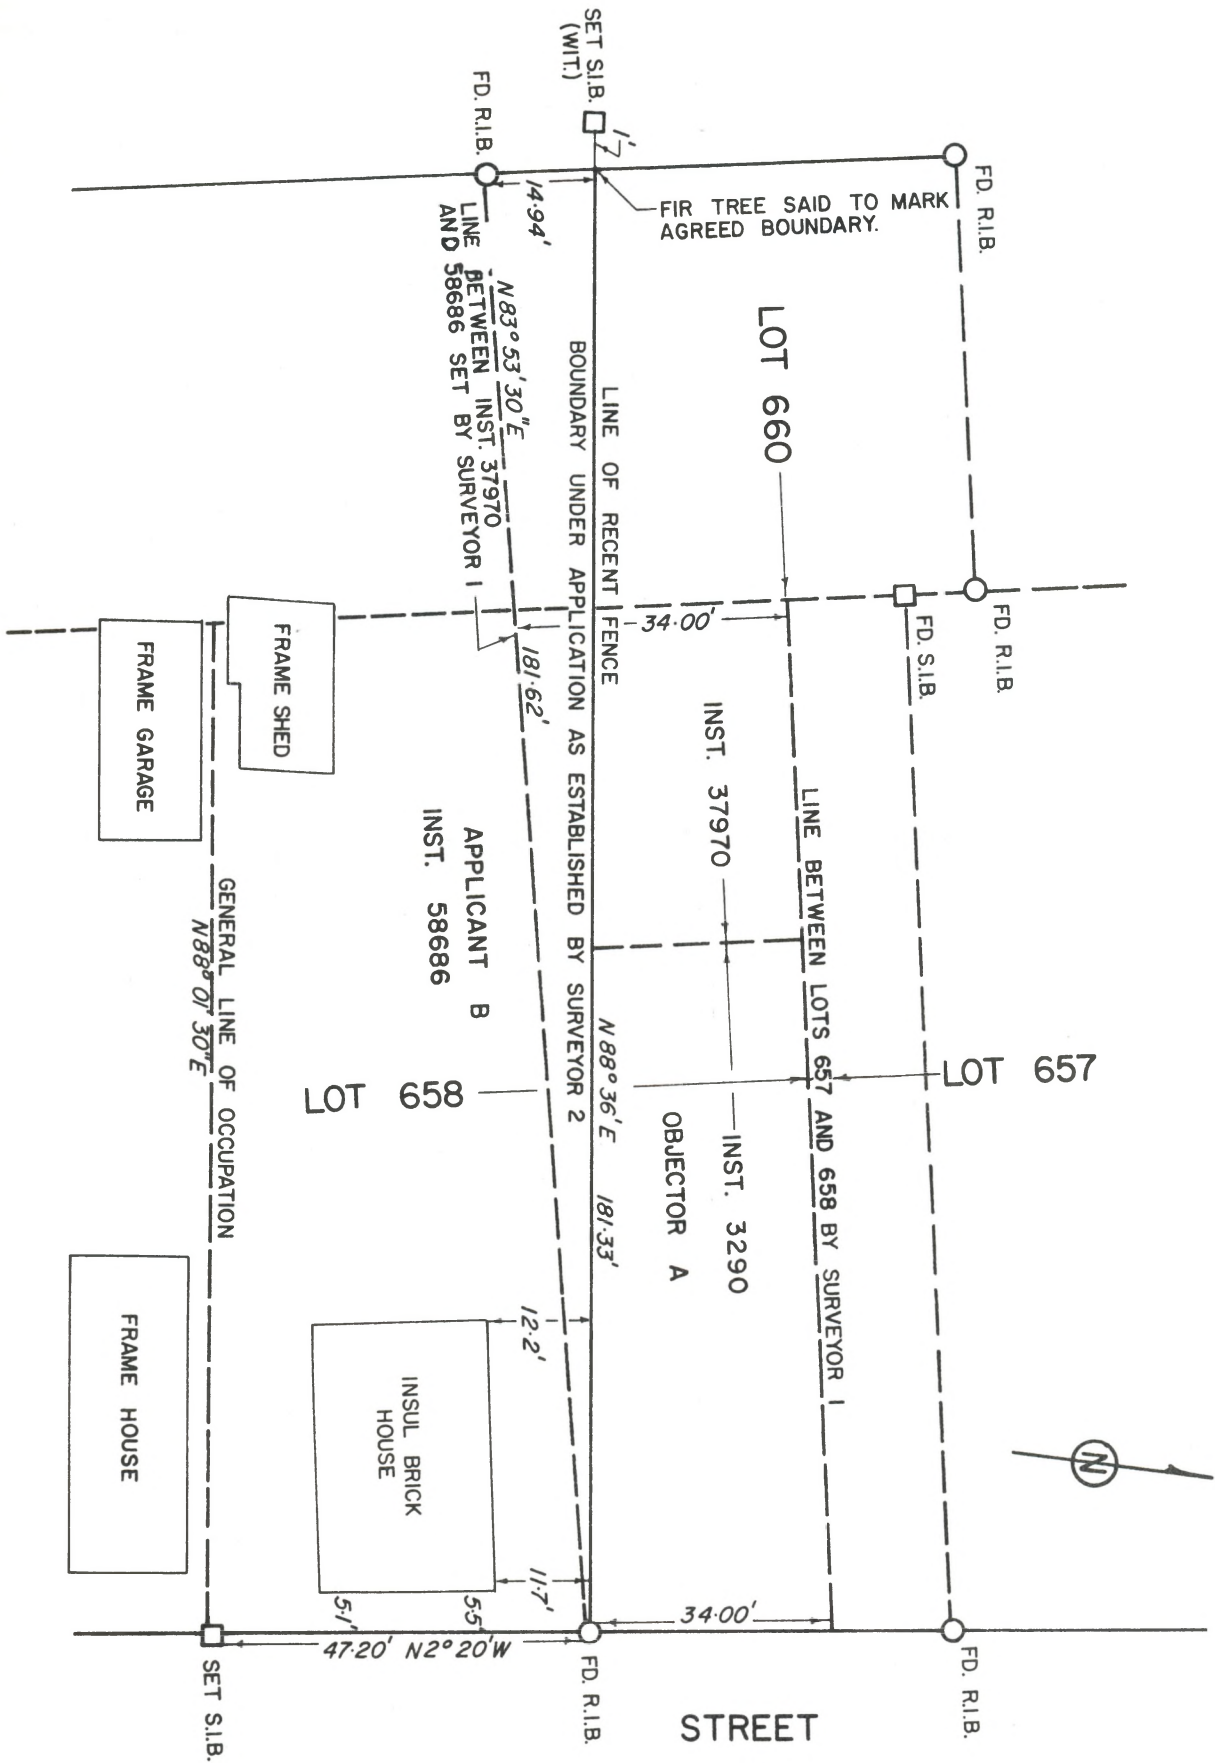 SET S.I.B.
(WIT.)
1'
FD. R.I.B.
FD. R.I.B.
14·94'
FIR TREE SAID TO MARK
AGREED BOUNDARY.
N83°53'30"E
LINE BETWEEN INST. 37970
AND 58686 SET BY SURVEYOR 1
181·62'
LINE OF RECENT FENCE
BOUNDARY UNDER APPLICATION AS ESTABLISHED BY SURVEYOR 2
N88°36'E 181·33'
LOT 660
34·00'
FD. S.I.B.
FD. R.I.B.
FRAME SHED
FRAME GARAGE
INST. 37970
INST. 3290
OBJECTOR A
LINE BETWEEN LOTS 657 AND 658 BY SURVEYOR 1
APPLICANT B
INST. 58686
GENERAL LINE OF OCCUPATION
N88°01'30"E
LOT 658
LOT 657
12·2'
INSUL BRICK
HOUSE
FRAME HOUSE
11·7'
5·5'
5·1'
34·00'
47·20' N2°20'W
N
SET S.I.B.
FD. R.I.B.
FD. R.I.B.
STREET